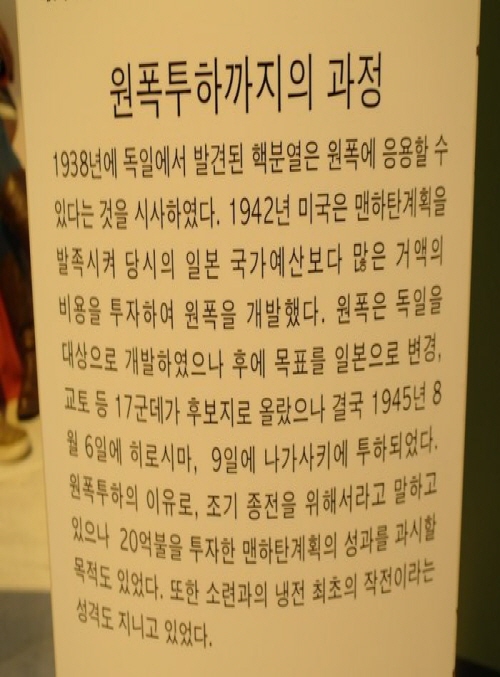 원폭투하까지의 과정
1938년에 독일에서 발견된 핵분열은 원폭에 응용할 수
있다는 것을 시사하였다. 1942년 미국은 맨하탄계획을
발족시켜 당시의 일본 국가예산보다 많은 거액의
비용을 투자하여 원폭을 개발했다. 원폭은 독일을
대상으로 개발하였으나 후에 목표를 일본으로 변경,
교토 등 17군데가 후보지로 올랐으나 결국 1945년 8
월 6일에 히로시마, 9일에 나가사키에 투하되었다.
원폭투하의 이유로, 조기 종전을 위해서라고 말하고
있으나 20억불을 투자한 맨하탄계획의 성과를 과시할
목적도 있었다. 또한 소련과의 냉전 최초의 작전이라는
성격도 지니고 있었다.